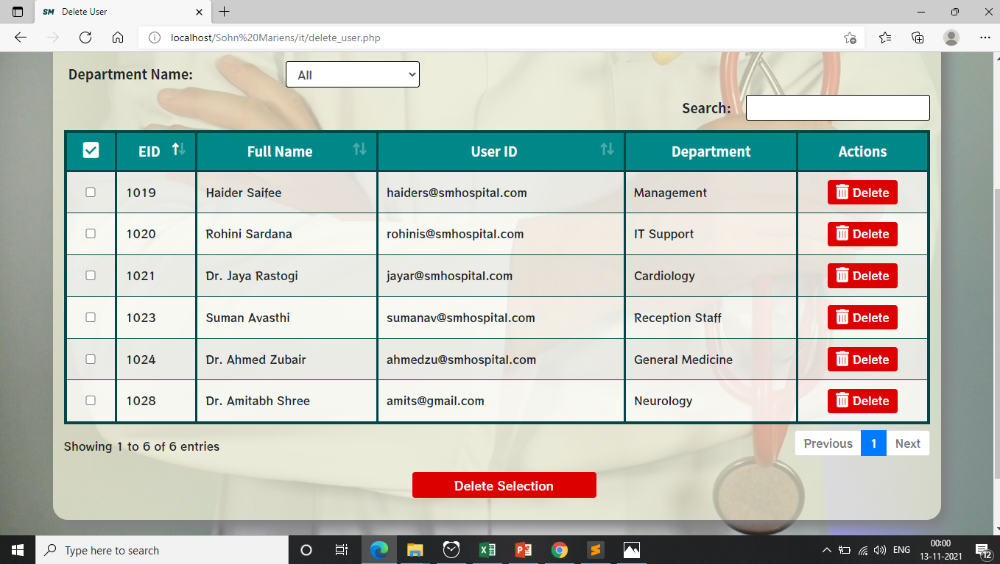 SM Delete User
localhost/Sohn%20Mariens/it/delete_user.php
Department Name: All
Search:
EID Full Name User ID Department Actions
1019 Haider Saifee haiders@smhospital.com Management Delete
1020 Rohini Sardana rohinis@smhospital.com IT Support Delete
1021 Dr. Jaya Rastogi jayar@smhospital.com Cardiology Delete
1023 Suman Avasthi sumanav@smhospital.com Reception Staff Delete
1024 Dr. Ahmed Zubair ahmedzu@smhospital.com General Medicine Delete
1028 Dr. Amitabh Shree amits@gmail.com Neurology Delete
Showing 1 to 6 of 6 entries Previous 1 Next
Delete Selection
Type here to search
ENG
00:00
13-11-2021
12